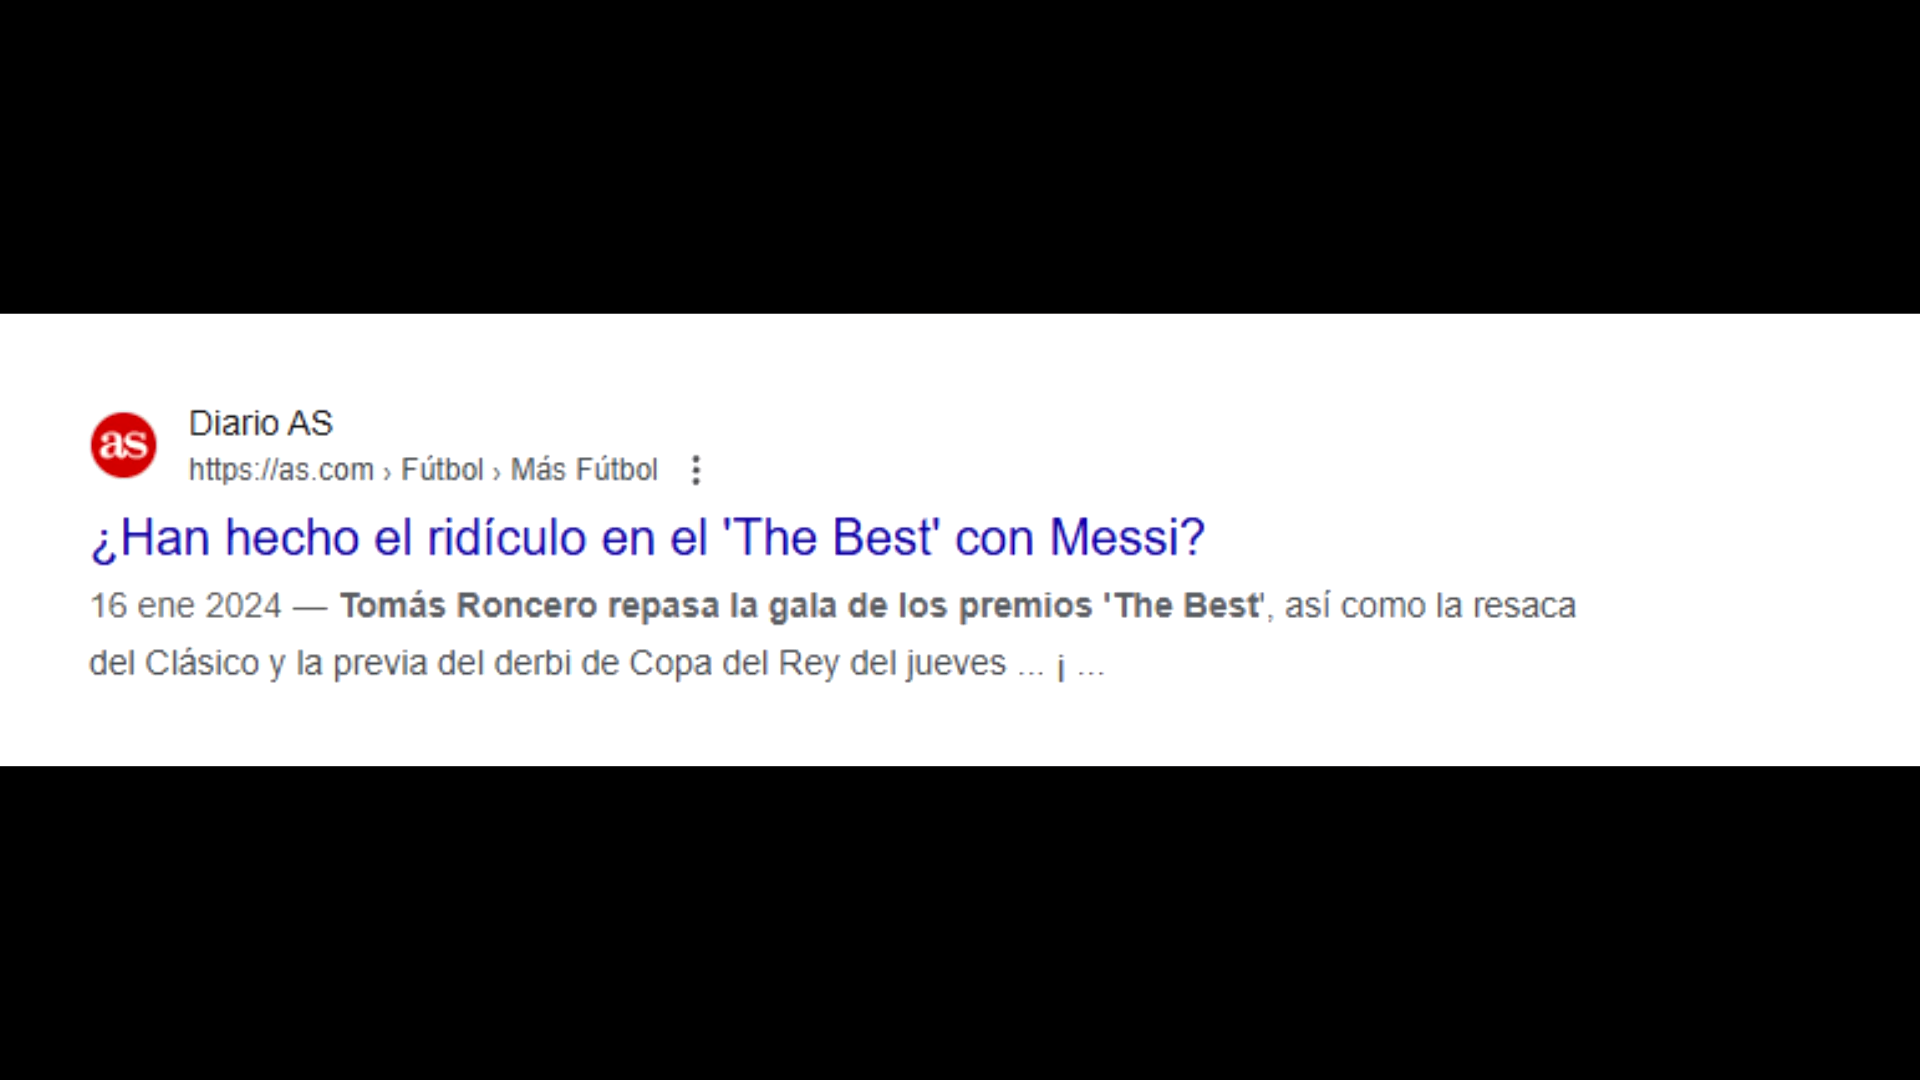 as
Diario AS
https://as.com › Fútbol › Más Fútbol
¿Han hecho el ridículo en el 'The Best' con Messi?
16 ene 2024 — Tomás Roncero repasa la gala de los premios 'The Best', así como la resaca
del Clásico y la previa del derbi de Copa del Rey del jueves ... ¡ ...